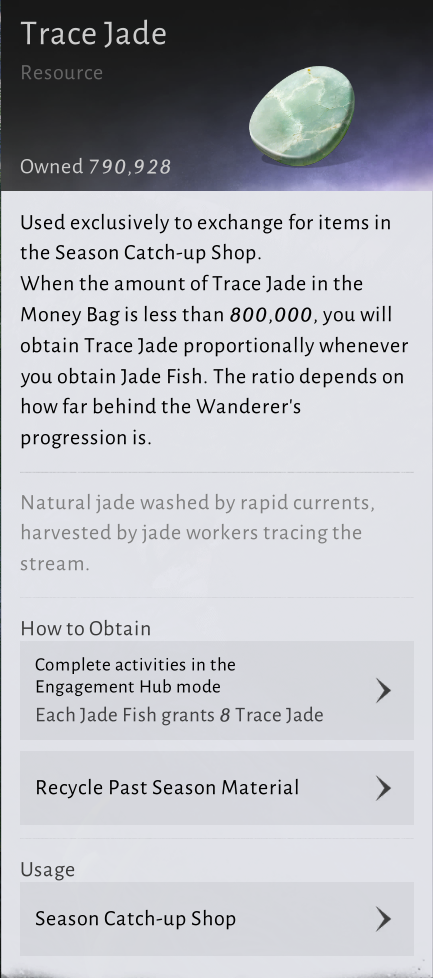 Trace Jade
Resource
Owned 790,928
Used exclusively to exchange for items in
the Season Catch-up Shop.
When the amount of Trace Jade in the
Money Bag is less than 800,000, you will
obtain Trace Jade proportionally whenever
you obtain Jade Fish. The ratio depends on
how far behind the Wanderer's
progression is.
Natural jade washed by rapid currents,
harvested by jade workers tracing the
stream.
How to Obtain
Complete activities in the
Engagement Hub mode
Each Jade Fish grants 8 Trace Jade
Recycle Past Season Material
Usage
Season Catch-up Shop